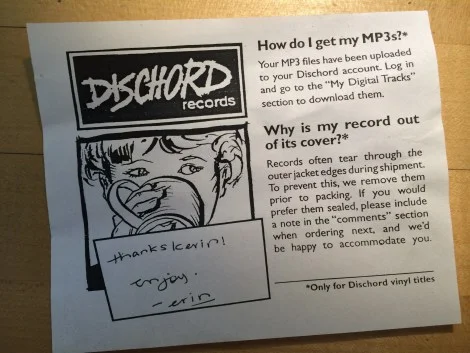 DISCHORD
records
thanks kevin!
enjoy.
- erin
How do I get my MP3s?*
Your MP3 files have been uploaded
to your Dischord account. Log in
and go to the "My Digital Tracks"
section to download them.
Why is my record out
of its cover?*
Records often tear through the
outer jacket edges during shipment.
To prevent this, we remove them
prior to packing. If you would
prefer them sealed, please include
a note in the "comments" section
when ordering next, and we'd
be happy to accommodate you.
*Only for Dischord vinyl titles